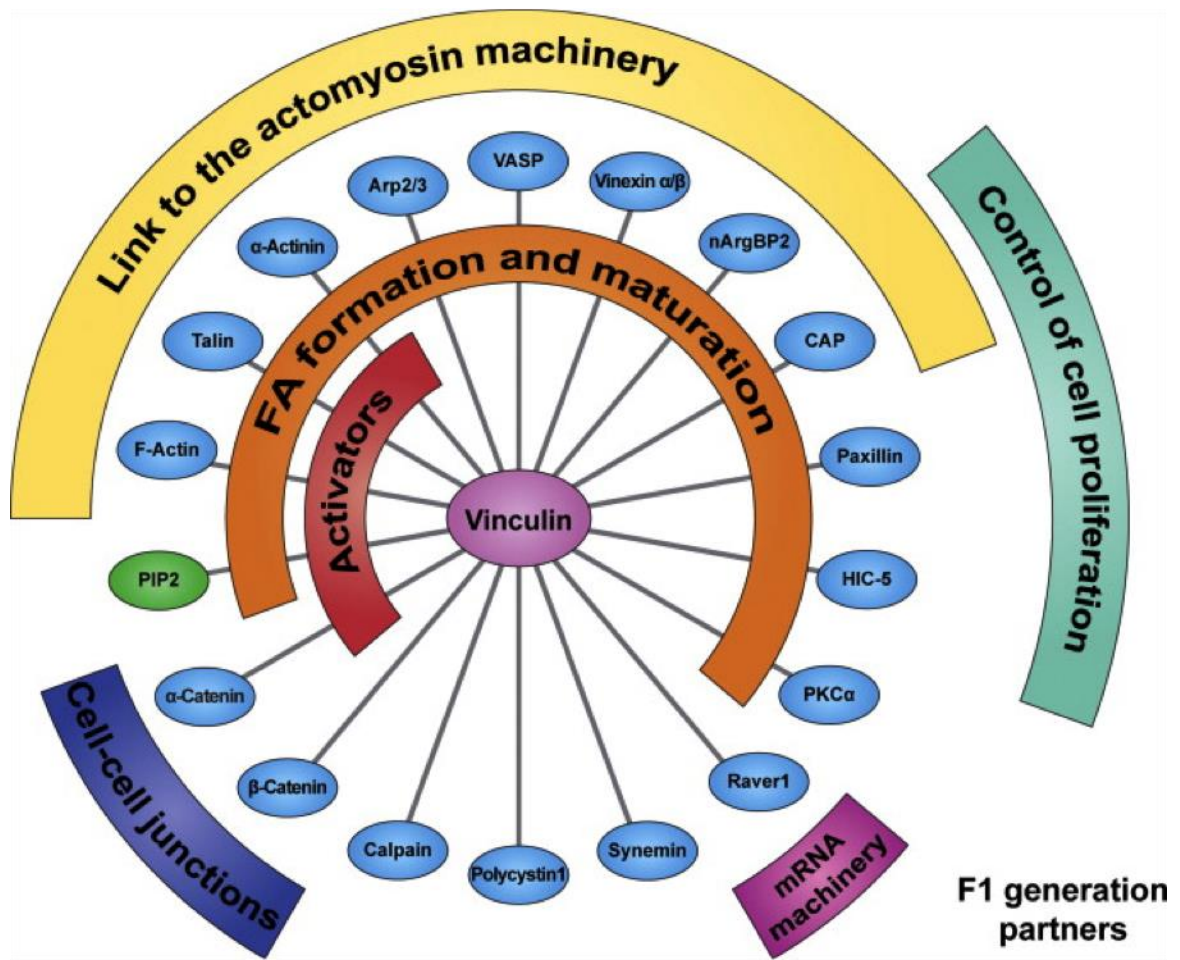 Link to the actomyosin machinery
Control of cell proliferation
VASP
Arp2/3
Vinexin α/β
α-Actinin
nArgBP2
FA formation and maturation
Talin
CAP
Activators
F-Actin
Paxillin
Vinculin
PIP2
HIC-5
α-Catenin
PKCα
Cell-cell junctions
β-Catenin
Raver1
Calpain
Polycystin1
Synemin
mRNA
machinery
F1 generation
partners